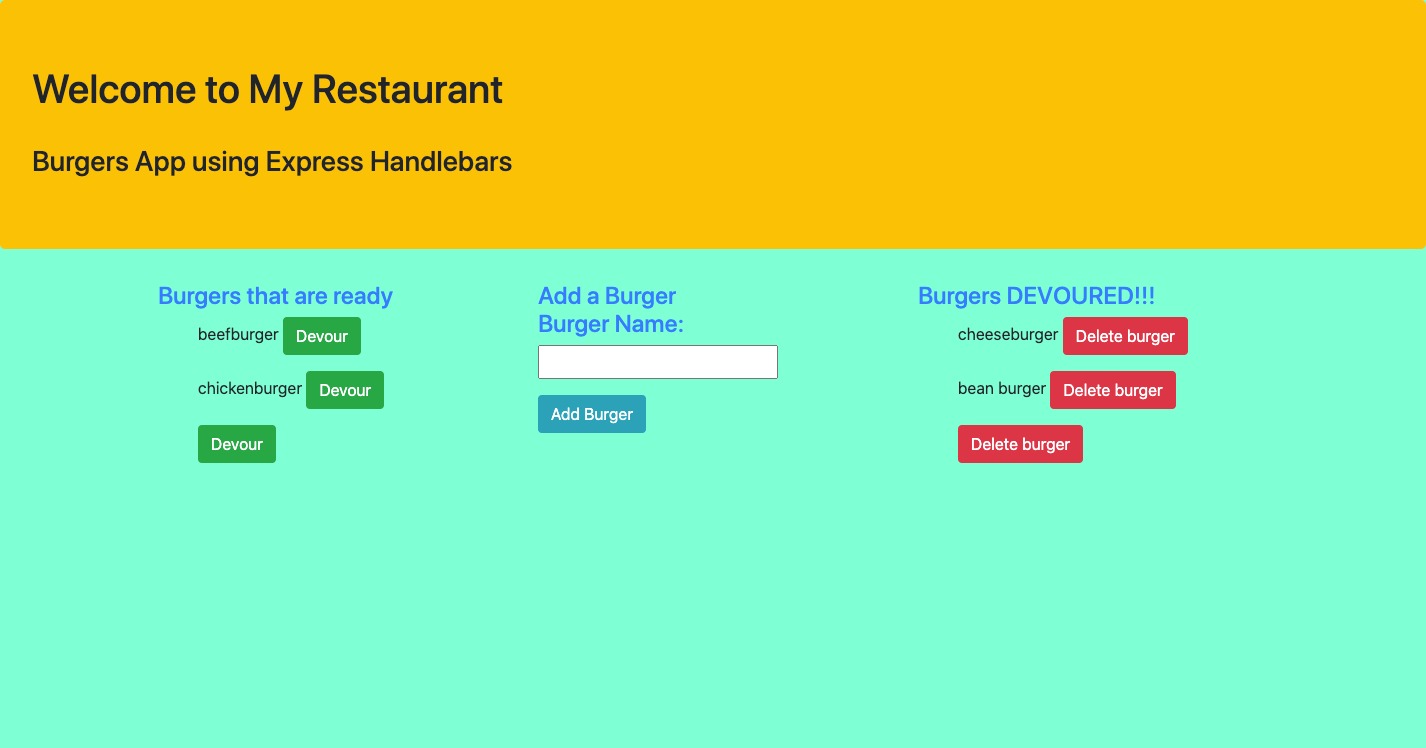 Welcome to My Restaurant
Burgers App using Express Handlebars
Burgers that are ready
beefburger Devour
chickenburger Devour
Devour
Add a Burger
Burger Name:
Add Burger
Burgers DEVOURED!!!
cheeseburger Delete burger
bean burger Delete burger
Delete burger